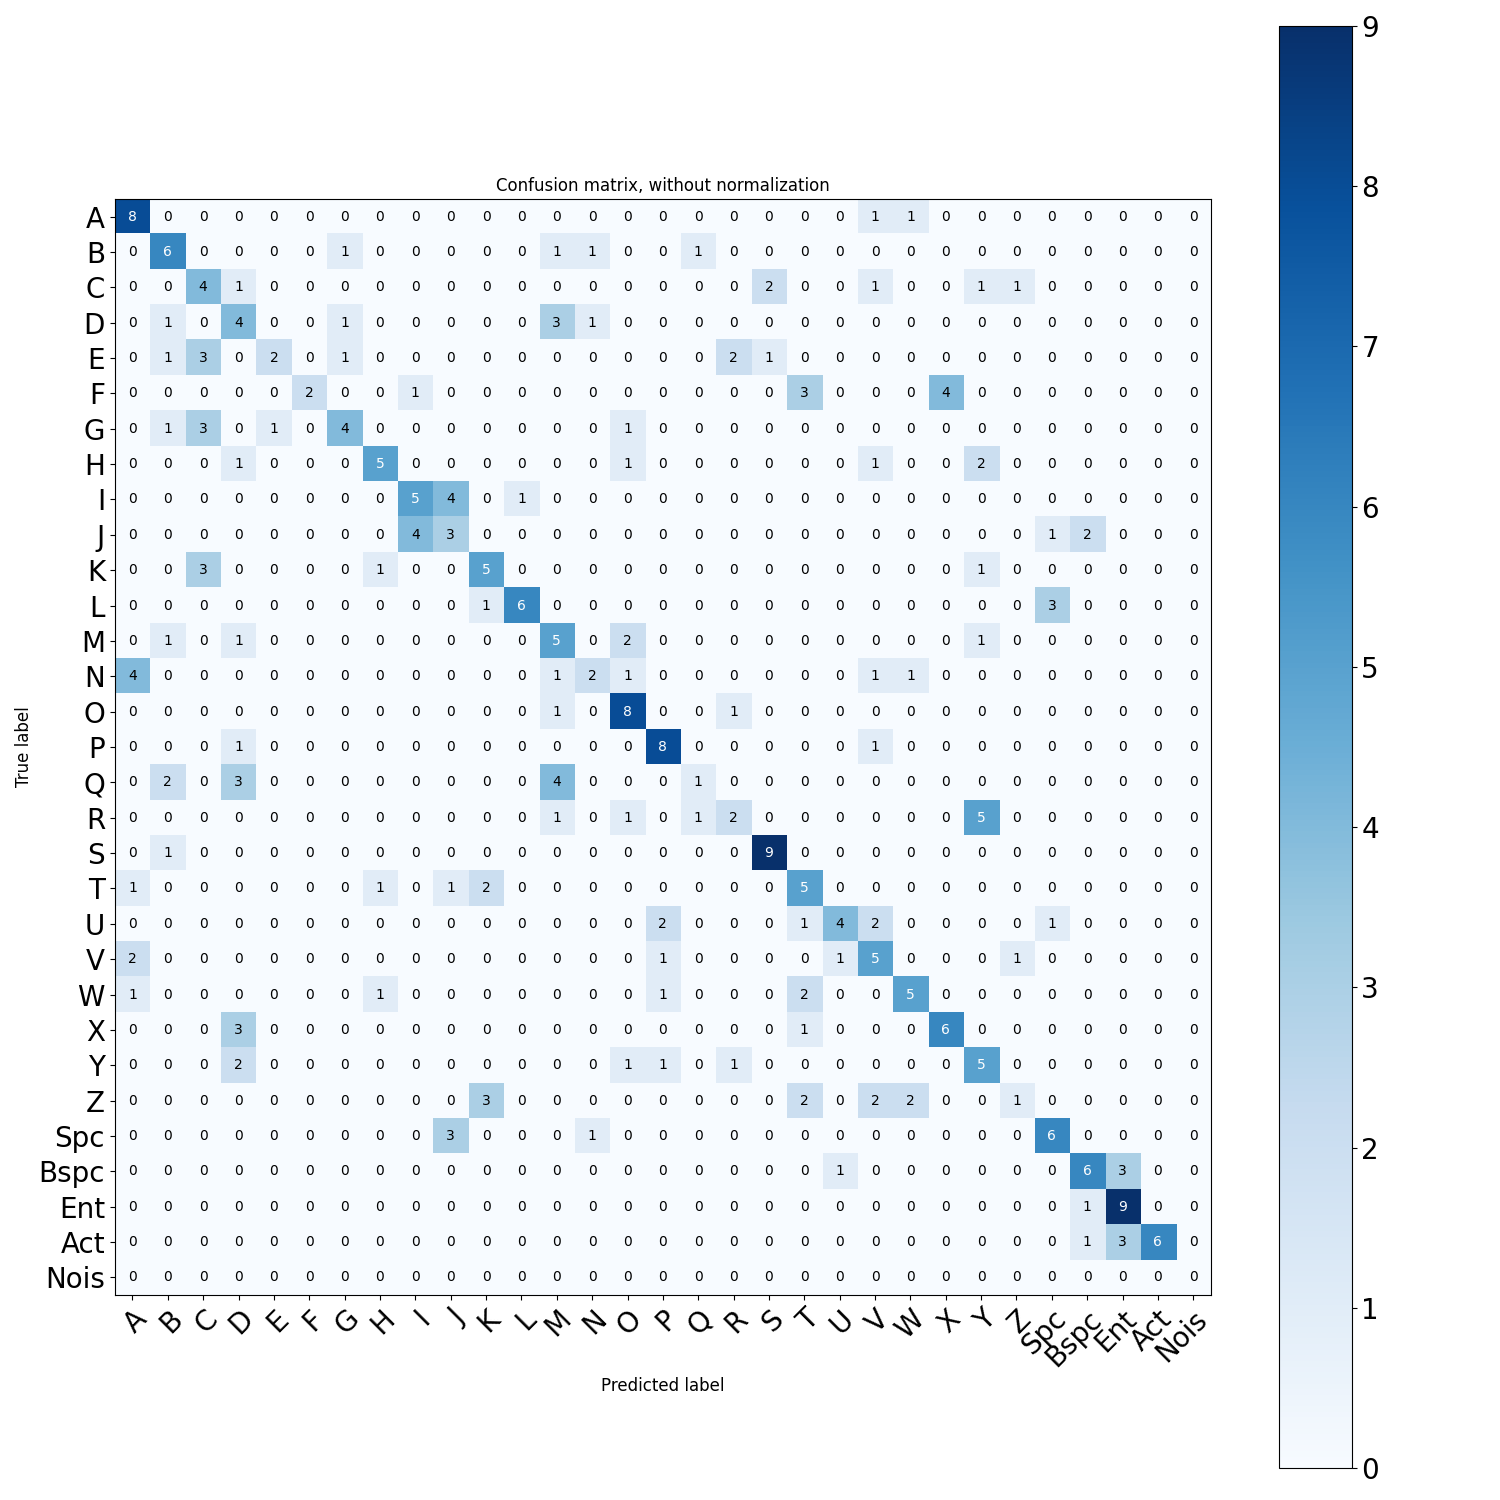 Confusion matrix, without normalization
A 8 0 0 0 0 0 0 0 0 0 0 0 0 0 0 0 0 0 0 0 0 1 1 0 0 0 0 0 0 0 0
B 0 6 0 0 0 0 1 0 0 0 0 0 1 1 0 0 1 0 0 0 0 0 0 0 0 0 0 0 0 0 0
C 0 0 4 1 0 0 0 0 0 0 0 0 0 0 0 0 0 0 2 0 0 1 0 0 1 1 0 0 0 0 0
D 0 1 0 4 0 0 1 0 0 0 0 0 3 1 0 0 0 0 0 0 0 0 0 0 0 0 0 0 0 0 0
E 0 1 3 0 2 0 1 0 0 0 0 0 0 0 0 0 0 2 1 0 0 0 0 0 0 0 0 0 0 0 0
F 0 0 0 0 0 2 0 0 1 0 0 0 0 0 0 0 0 0 0 3 0 0 0 4 0 0 0 0 0 0 0
G 0 1 3 0 1 0 4 0 0 0 0 0 0 0 1 0 0 0 0 0 0 0 0 0 0 0 0 0 0 0 0
H 0 0 0 1 0 0 0 5 0 0 0 0 0 0 1 0 0 0 0 0 0 1 0 0 2 0 0 0 0 0 0
I 0 0 0 0 0 0 0 0 5 4 0 1 0 0 0 0 0 0 0 0 0 0 0 0 0 0 0 0 0 0 0
J 0 0 0 0 0 0 0 0 4 3 0 0 0 0 0 0 0 0 0 0 0 0 0 0 0 0 1 2 0 0 0
K 0 0 3 0 0 0 0 1 0 0 5 0 0 0 0 0 0 0 0 0 0 0 0 0 1 0 0 0 0 0 0
L 0 0 0 0 0 0 0 0 0 0 1 6 0 0 0 0 0 0 0 0 0 0 0 0 0 0 3 0 0 0 0
M 0 1 0 1 0 0 0 0 0 0 0 0 5 0 2 0 0 0 0 0 0 0 0 0 1 0 0 0 0 0 0
N 4 0 0 0 0 0 0 0 0 0 0 0 1 2 1 0 0 0 0 0 0 1 1 0 0 0 0 0 0 0 0
O 0 0 0 0 0 0 0 0 0 0 0 0 1 0 8 0 0 1 0 0 0 0 0 0 0 0 0 0 0 0 0
P 0 0 0 1 0 0 0 0 0 0 0 0 0 0 0 8 0 0 0 0 0 1 0 0 0 0 0 0 0 0 0
Q 0 2 0 3 0 0 0 0 0 0 0 0 4 0 0 0 1 0 0 0 0 0 0 0 0 0 0 0 0 0 0
R 0 0 0 0 0 0 0 0 0 0 0 0 1 0 1 0 1 2 0 0 0 0 0 0 5 0 0 0 0 0 0
S 0 1 0 0 0 0 0 0 0 0 0 0 0 0 0 0 0 0 9 0 0 0 0 0 0 0 0 0 0 0 0
T 1 0 0 0 0 0 0 1 0 1 2 0 0 0 0 0 0 0 0 5 0 0 0 0 0 0 0 0 0 0 0
U 0 0 0 0 0 0 0 0 0 0 0 0 0 0 0 2 0 0 0 1 4 2 0 0 0 0 1 0 0 0 0
V 2 0 0 0 0 0 0 0 0 0 0 0 0 0 0 1 0 0 0 0 1 5 0 0 0 1 0 0 0 0 0
W 1 0 0 0 0 0 0 1 0 0 0 0 0 0 0 1 0 0 0 2 0 0 5 0 0 0 0 0 0 0 0
X 0 0 0 3 0 0 0 0 0 0 0 0 0 0 0 0 0 0 0 1 0 0 0 6 0 0 0 0 0 0 0
Y 0 0 0 2 0 0 0 0 0 0 0 0 0 0 1 1 0 1 0 0 0 0 0 0 5 0 0 0 0 0 0
Z 0 0 0 0 0 0 0 0 0 0 3 0 0 0 0 0 0 0 0 2 0 2 2 0 0 1 0 0 0 0 0
Spc 0 0 0 0 0 0 0 0 0 3 0 0 0 1 0 0 0 0 0 0 0 0 0 0 0 0 6 0 0 0 0
Bspc 0 0 0 0 0 0 0 0 0 0 0 0 0 0 0 0 0 0 0 0 1 0 0 0 0 0 0 6 3 0 0
Ent 0 0 0 0 0 0 0 0 0 0 0 0 0 0 0 0 0 0 0 0 0 0 0 0 0 0 0 1 9 0 0
Act 0 0 0 0 0 0 0 0 0 0 0 0 0 0 0 0 0 0 0 0 0 0 0 0 0 0 0 1 3 6 0
Nois 0 0 0 0 0 0 0 0 0 0 0 0 0 0 0 0 0 0 0 0 0 0 0 0 0 0 0 0 0 0 0
A B C D E F G H I J K L M N O P Q R S T U V W X Y Z Spc Bspc Ent Act Nois
Predicted label
True label
9
8
7
6
5
4
3
2
1
0